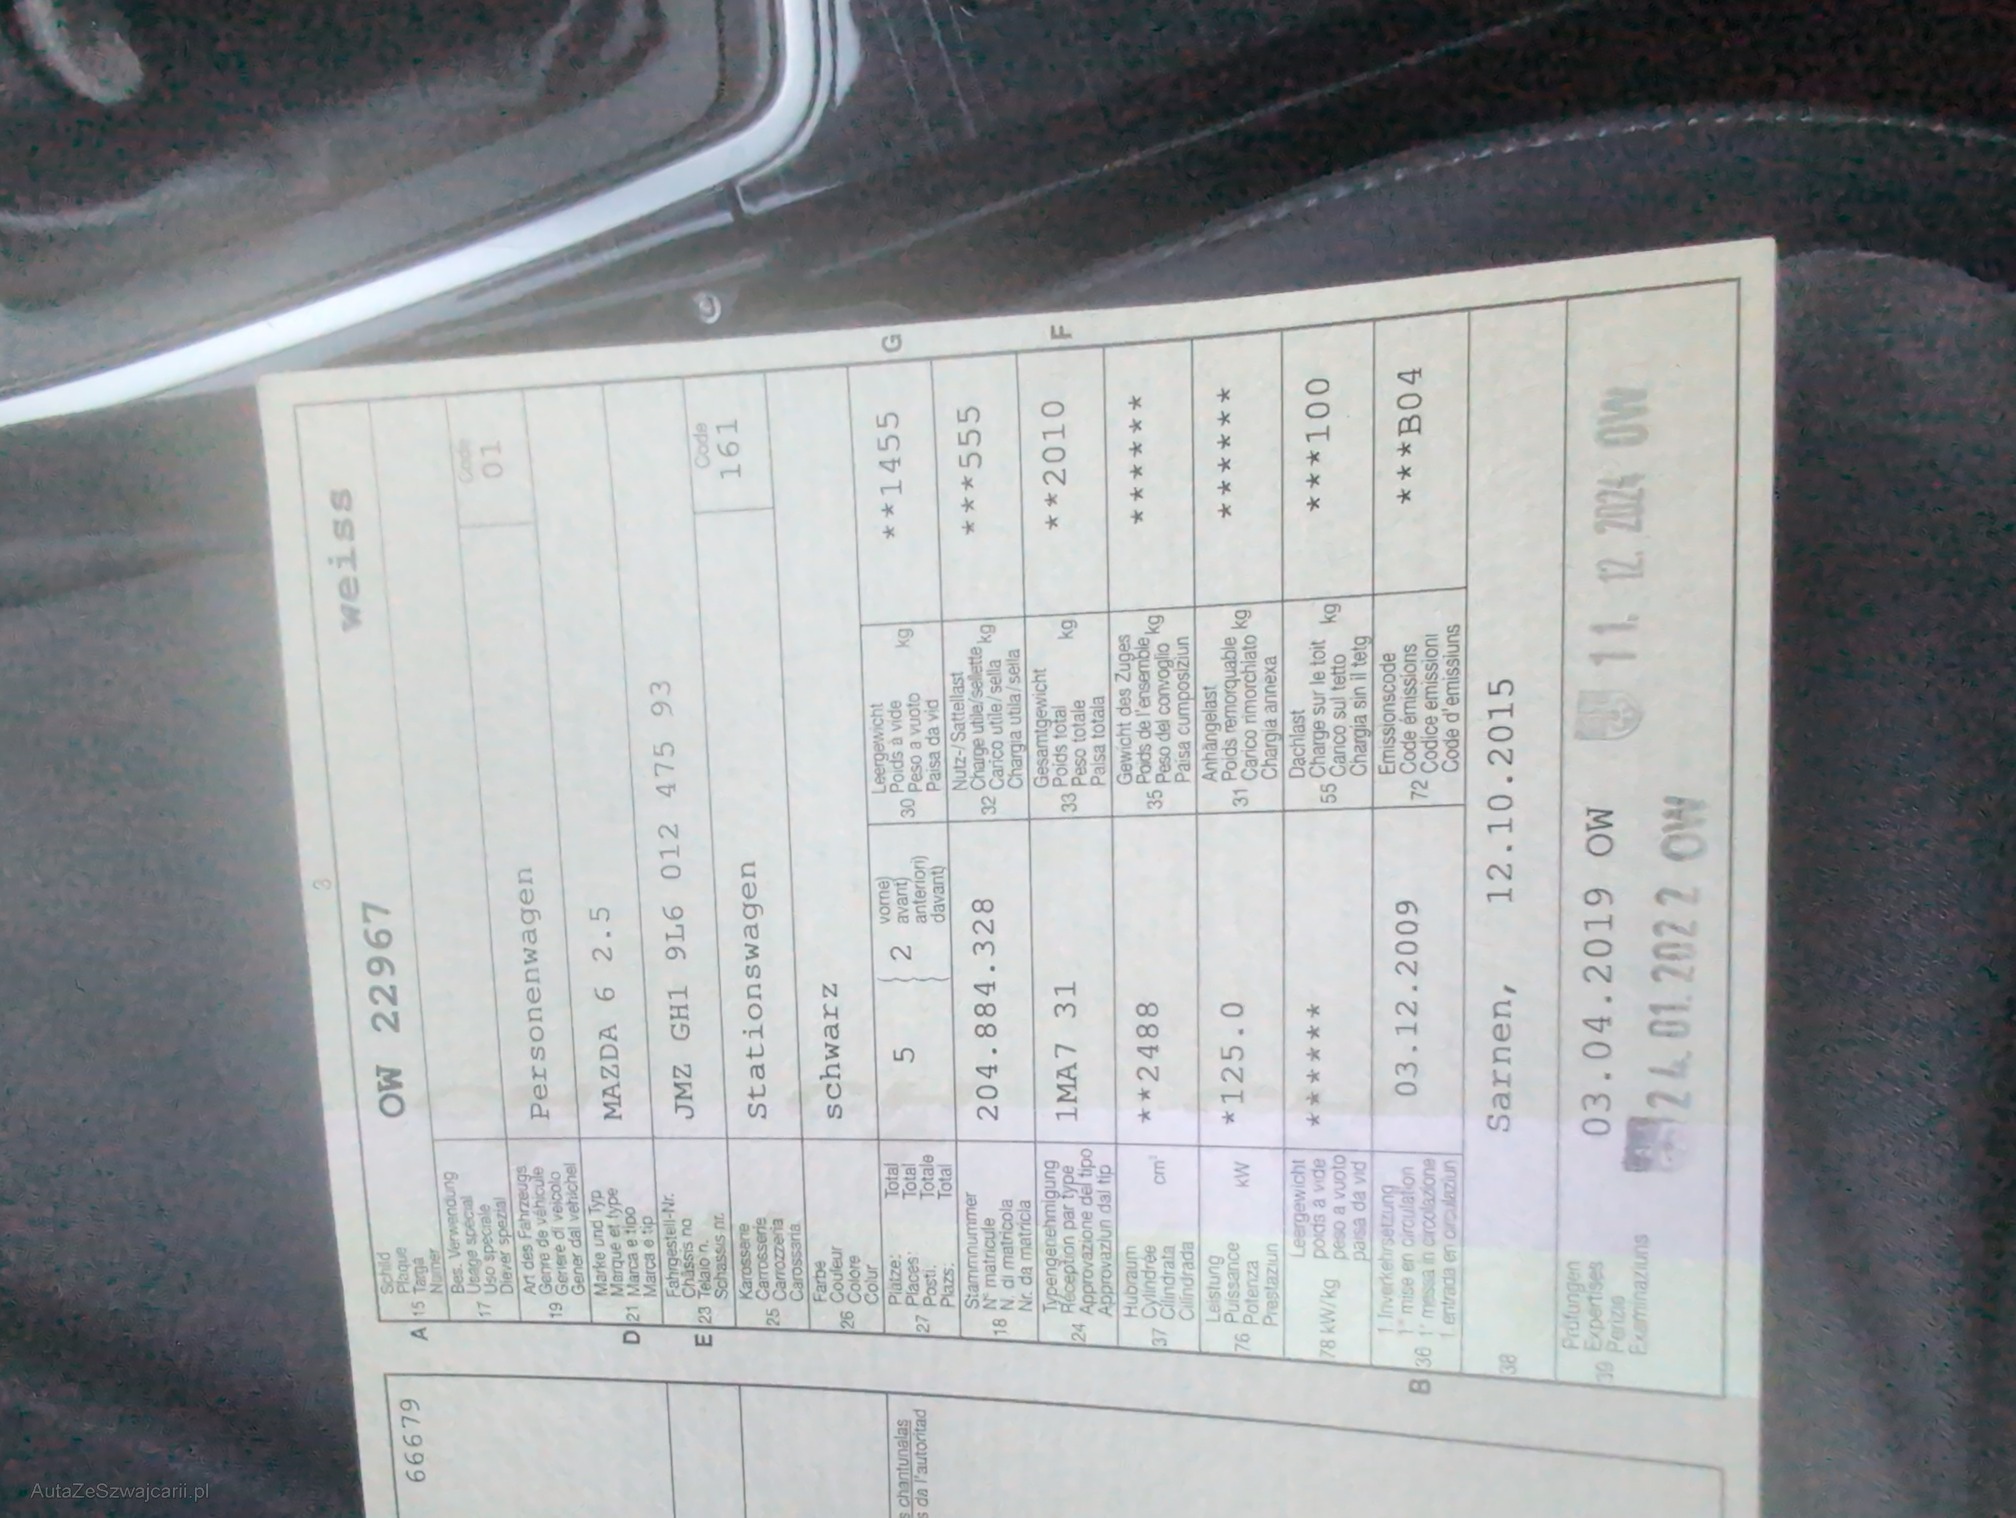 3
weiss
A 15 Schild
Plaque
Targa
Numer
OW 22967
17 Bes. Verwendung
Usage spécial
Uso speciale
Diever spezial
Code
01
19 Art des Fahrzeugs
Genre de véhicule
Genere di veicolo
Gener dal vehichel
Personenwagen
D 21 Marke und Typ
Marque et type
Marca e tipo
Marca e tip
MAZDA 6 2.5
E 23 Fahrgestell-Nr.
Châssis no
Telaio n.
Schassis nr.
JMZ GH1 9L6 012 475 93
25 Karosserie
Carrosserie
Carrozzeria
Carossaria
Stationswagen
Code
161
26 Farbe
Couleur
Colore
Colur
schwarz
27 Plätze: Total
Places: Total
Posti: Totale
Plazs. Total
5 } 2 vorne)
avant)
anteriori)
davant)
30 Leergewicht
Poids à vide
Peso a vuoto
Paisa da vid
kg
**1455
G
18 Stammnummer
N° matricule
N. di matricola
Nr. da matricla
204.884.328
32 Nutz-/Sattellast
Charge utile/sellette
Carico utile/sella
Chargia utila/sella
kg
***555
24 Typengenehmigung
Réception par type
Approvazione del tipo
Approvaziun dal tip
1MA7 31
33 Gesamtgewicht
Poids total
Peso totale
Paisa totala
kg
**2010
F
37 Hubraum
Cylindrée
Cilindrata
Cilindrada
cm³
**2488
35 Gewicht des Zuges
Poids de l'ensemble
Peso del convoglio
Paisa cumposiziun
kg
******
76 Leistung
Puissance
Potenza
Prestaziun
kW
*125.0
31 Anhängelast
Poids remorquable
Carico rimorchiato
Chargia annexa
kg
******
78 kW/kg Leergewicht
poids à vide
peso a vuoto
paisa da vid
******
55 Dachlast
Charge sur le toit
Carico sul tetto
Chargia sin il tetg
kg
***100
B 36 1. Inverkehrsetzung
1re mise en circulation
1a messa in circolazione
1. entrada en circulaziun
03.12.2009
72 Emissionscode
Code émissions
Codice emissioni
Code d'emissiuns
***B04
38
Sarnen, 12.10.2015
39 Prüfungen
Expertises
Perizie
Examinaziuns
03.04.2019 OW
11. 12. 2024 OW
24. 01. 2022 OW
66679
chantunalas
da l'autoritad
AutaZeSzwajcarii.pl